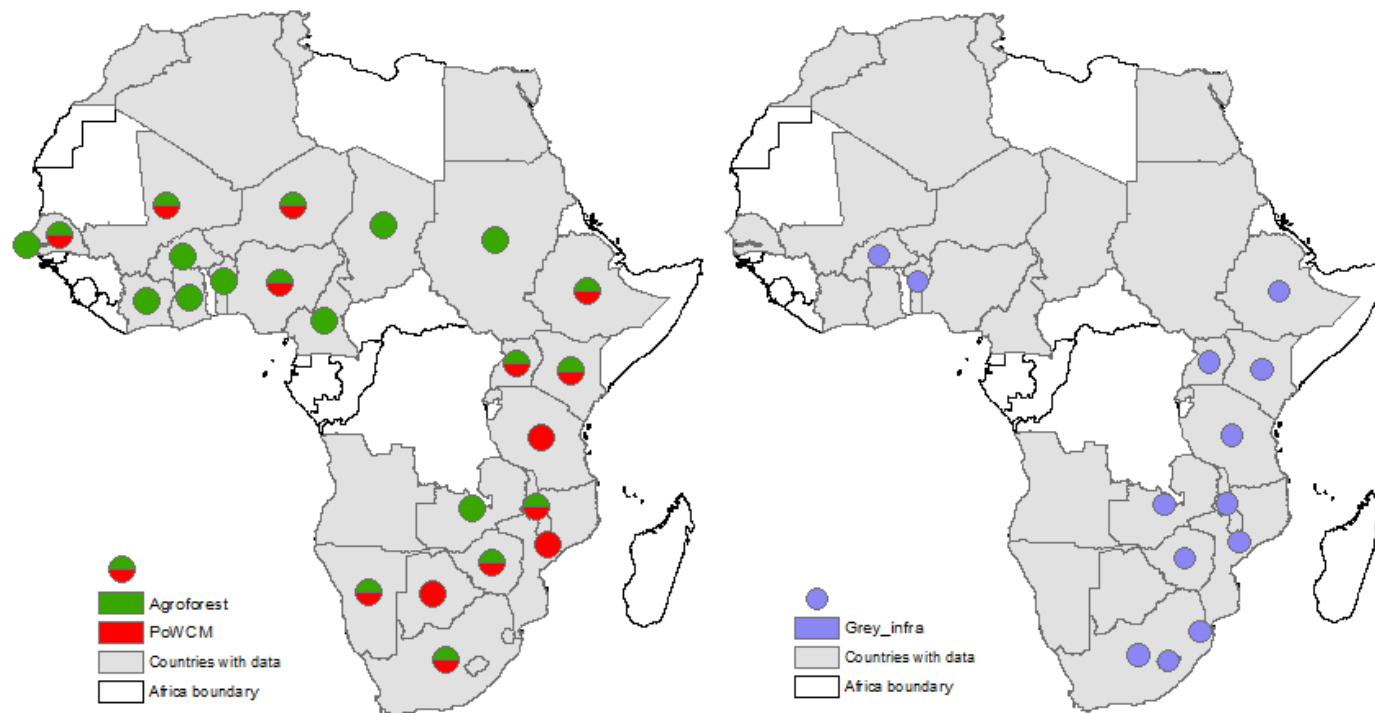 Agroforest
PoWCM
Countries with data
Africa boundary
Grey_infra
Countries with data
Africa boundary